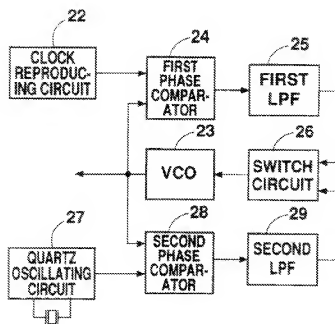 22
CLOCK
REPRODUC-
ING CIRCUIT
24
FIRST
PHASE
COMPAR-
ATOR
25
FIRST
LPF
23
VCO
26
SWITCH
CIRCUIT
27
QUARTZ
OSCILLATING
CIRCUIT
28
SECOND
PHASE
COMPAR-
ATOR
29
SECOND
LPF